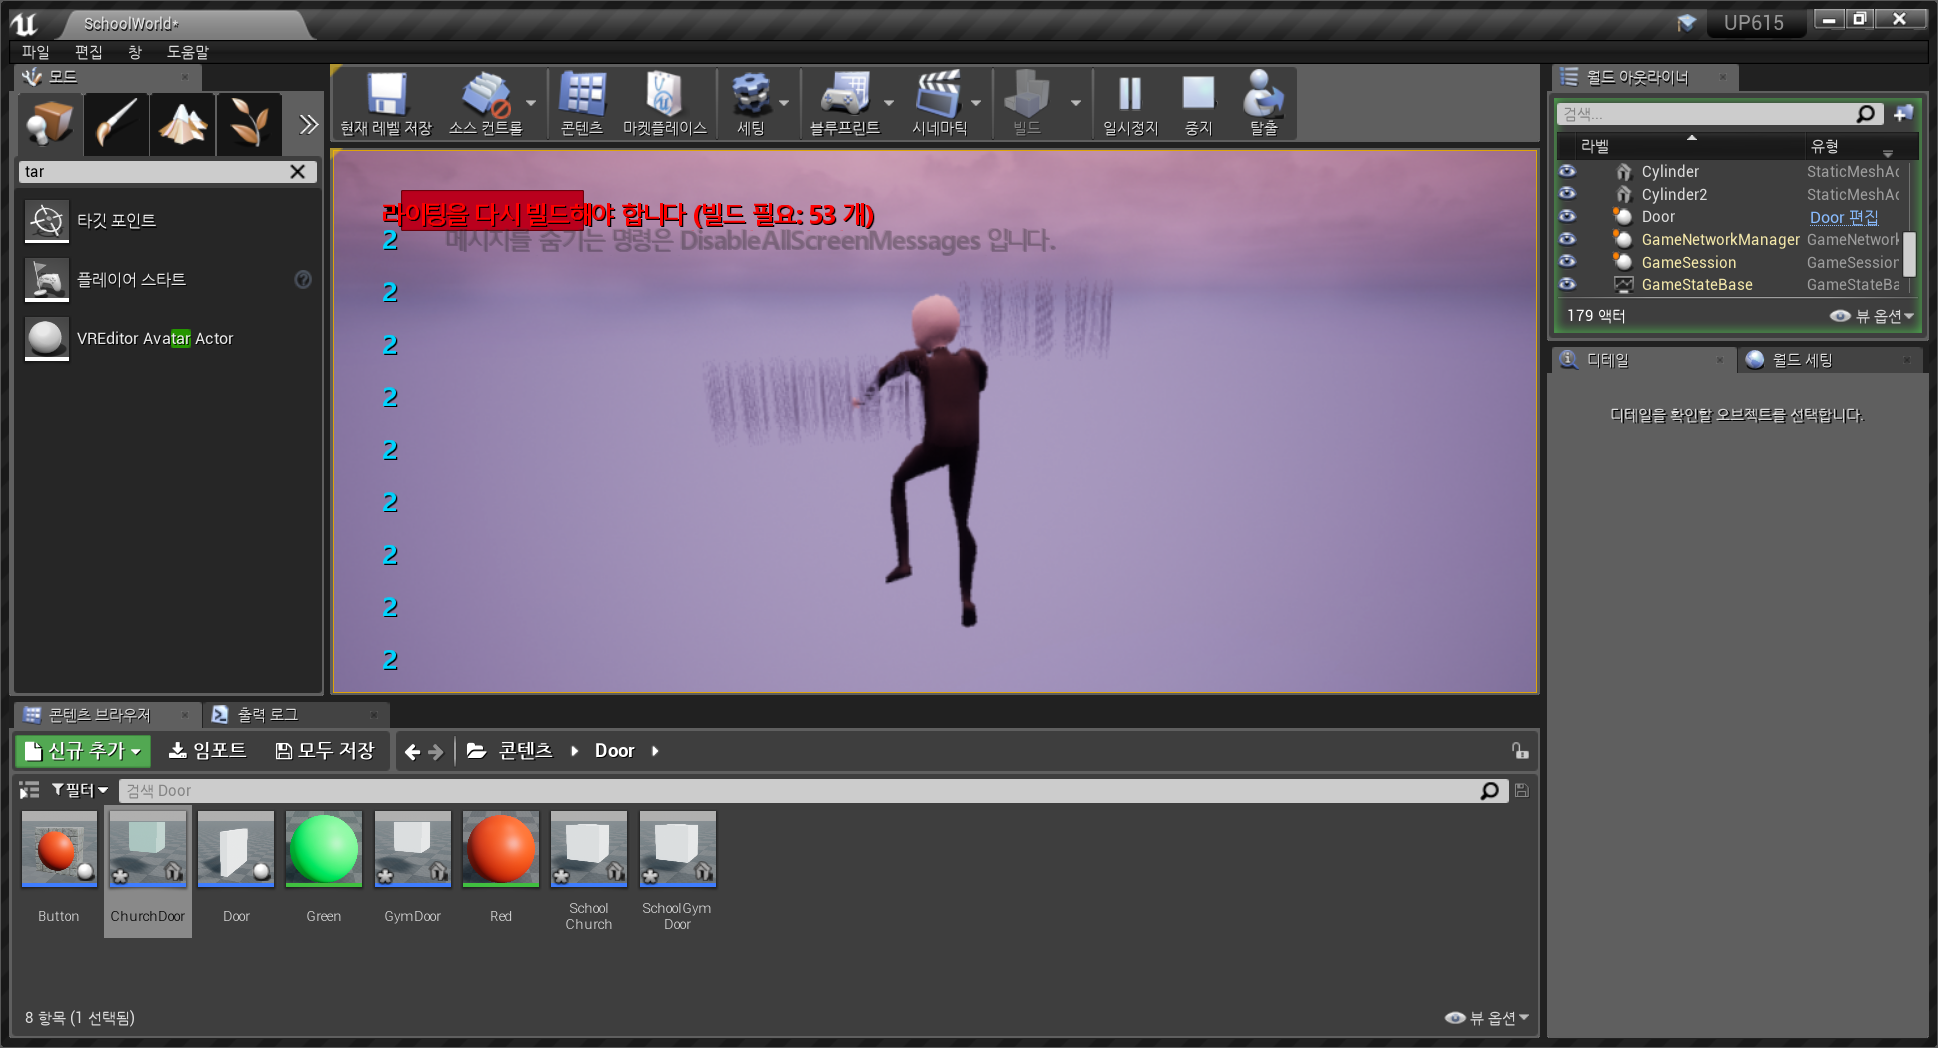 SchoolWorld*
UP615
파일 편집 창 도움말
모드
tar
타깃 포인트
플레이어 스타트
VREditor Avatar Actor
현재 레벨 저장 소스 컨트롤 콘텐츠 마켓플레이스 세팅 블루프린트 시네마틱 빌드 일시정지 중지 탈출
라이팅을 다시 빌드해야 합니다 (빌드 필요: 53 개)
2 메시지를 숨기는 명령은 DisableAllScreenMessages 입니다.
2
2
2
2
2
2
2
2
월드 아웃라이너
검색...
라벨 유형
Cylinder StaticMeshAc
Cylinder2 StaticMeshAc
Door Door 편집
GameNetworkManager GameNetwork
GameSession GameSession
GameStateBase GameStateBa
179 액터 뷰 옵션
디테일 월드 세팅
디테일을 확인할 오브젝트를 선택합니다.
콘텐츠 브라우저 출력 로그
신규 추가 임포트 모두 저장 콘텐츠 Door
필터 검색 Door
Button ChurchDoor Door Green GymDoor Red School Church SchoolGym Door
8 항목 (1 선택됨) 뷰 옵션